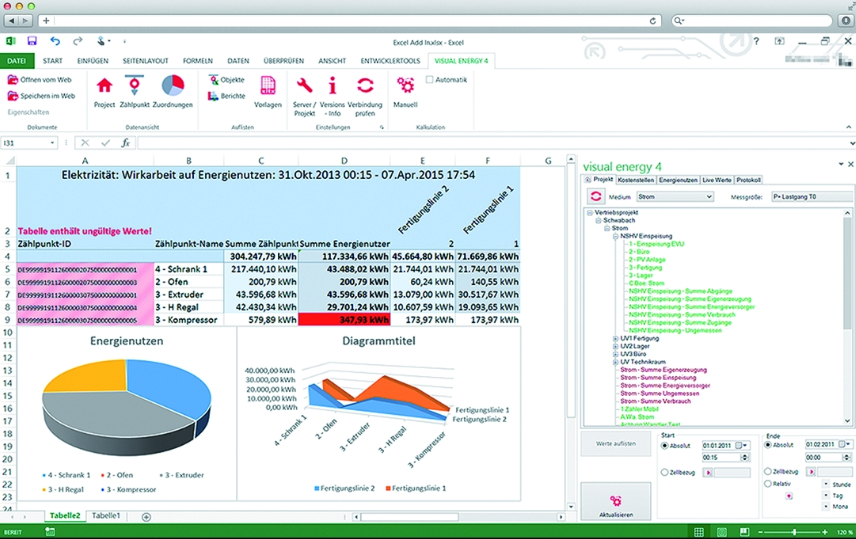 Excel Add In.xlsx - Excel
DATEI START EINFÜGEN SEITENLAYOUT FORMELN DATEN ÜBERPRÜFEN ANSICHT ENTWICKLERTOOLS VISUAL ENERGY 4
Öffnen vom Web
Speichern im Web
Eigenschaften
Dokumente
Project Zählpunkt Zuordnungen
Datenansicht
Objekte
Berichte
Vorlagen
Auflisten
Server / Projekt
Versions - Info
Verbindung prüfen
Einstellungen
Manuell
Automatik
Kalkulation
I31
A B C D E F G
1 Elektrizität: Wirkarbeit auf Energienutzen: 31.Okt.2013 00:15 - 07.Apr.2015 17:54
Fertigungslinie 2
Fertigungslinie 1
2 Tabelle enthält ungültige Werte!
3 Zählpunkt-ID Zählpunkt-Name Summe Zählpunkt Summe Energienutzer 2 1
4 304.247,79 kWh 117.334,66 kWh 45.664,80 kWh 71.669,86 kWh
5 4 - Schrank 1 217.440,10 kWh 43.488,02 kWh 21.744,01 kWh 21.744,01 kWh
6 2 - Ofen 200,79 kWh 200,79 kWh 60,24 kWh 140,55 kWh
7 3 - Extruder 43.596,68 kWh 43.596,68 kWh 13.079,00 kWh 30.517,67 kWh
8 3 - H Regal 42.430,34 kWh 29.701,24 kWh 10.607,59 kWh 19.093,65 kWh
9 3 - Kompressor 579,89 kWh 347,93 kWh 173,97 kWh 173,97 kWh
10
11
12
13
14
15
16
17
18
19
20
21
22
23
Energienutzen
4 - Schrank 1 2 - Ofen 3 - Extruder
3 - H Regal 3 - Kompressor
Diagrammtitel
40.000,00 kWh
30.000,00 kWh
20.000,00 kWh
10.000,00 kWh
0,00 kWh
4 - Schrank 1
2 - Ofen
3 - Extruder
3 - H Regal
3 - Kompressor
Fertigungslinie 1
Fertigungslinie 2
Fertigungslinie 2 Fertigungslinie 1
Tabelle2 Tabelle1
BEREIT
120 %
visual energy 4
Projekt Kostenstellen Energienutzen Live Werte Protokoll
Medium: Strom Messgröße: P+ Lastgang T0
Vertriebsprojekt
Schwabach
Strom
NSHV Einspeisung
1 - Einspeisung EVU
2 - Büro
2 - PV Anlage
3 - Fertigung
3 - Lager
C.Bee. Strom
NSHV Einspeisung - Summe Abgänge
NSHV Einspeisung - Summe Eigenerzeugung
NSHV Einspeisung - Summe Energieversorger
NSHV Einspeisung - Summe Verbrauch
NSHV Einspeisung - Summe Zugänge
NSHV Einspeisung - Ungemessen
UV1 Fertigung
UV2 Lager
UV3 Büro
UV Technikraum
Strom - Summe Eigenerzeugung
Strom - Summe Einspeisung
Strom - Summe Energieversorger
Strom - Summe Ungemessen
Strom - Summe Verbrauch
1.Zähler Mobil
A.Wa. Strom
Werte auflisten
Aktualisieren
Start
Absolut 01.01.2011
00:15
Zellbezug
Ende
Absolut 01.02.2011
00:00
Zellbezug
Relativ
Stunde
Tag
Mona